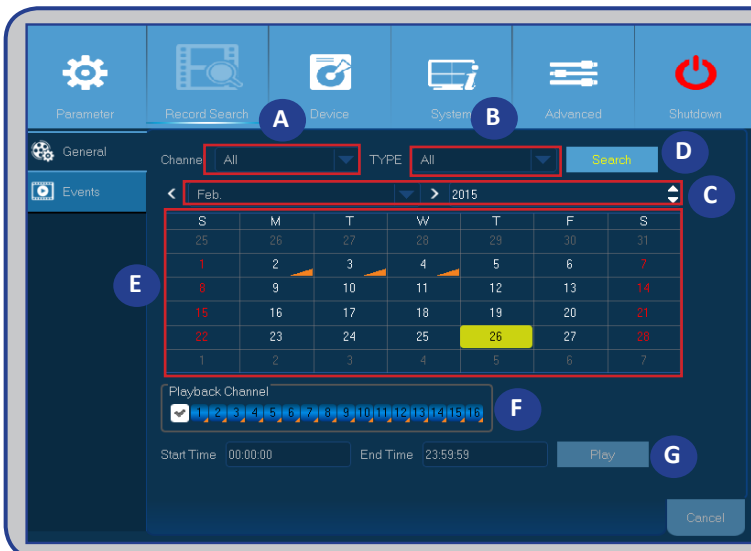 Parameter Record Search Device System Advanced Shutdown
A B
General
Channel All TYPE All Search D
Events
Feb. 2015 C
S M T W T F S
25 26 27 28 29 30 31
1 2 3 4 5 6 7
E
8 9 10 11 12 13 14
15 16 17 18 19 20 21
22 23 24 25 26 27 28
1 2 3 4 5 6 7
Playback Channel
1 2 3 4 5 6 7 8 9 10 11 12 13 14 15 16 F
Start Time 00:00:00 End Time 23:59:59 Play G
Cancel